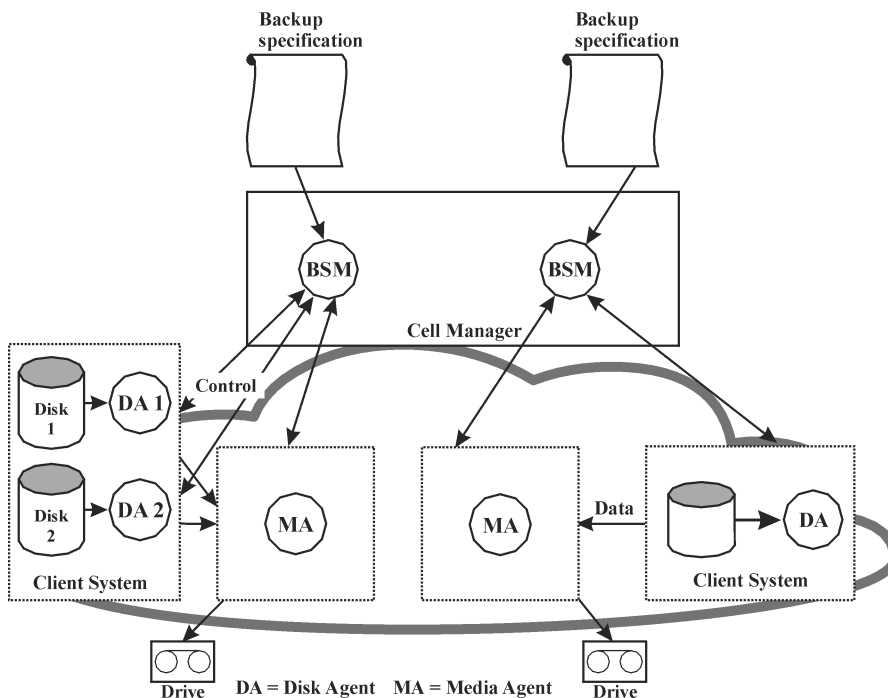 Backup
specification
Backup
specification
BSM
BSM
Cell Manager
Control
Disk
1
DA 1
Disk
2
DA 2
Client System
MA
MA
Data
DA
Client System
Drive
DA = Disk Agent MA = Media Agent
Drive